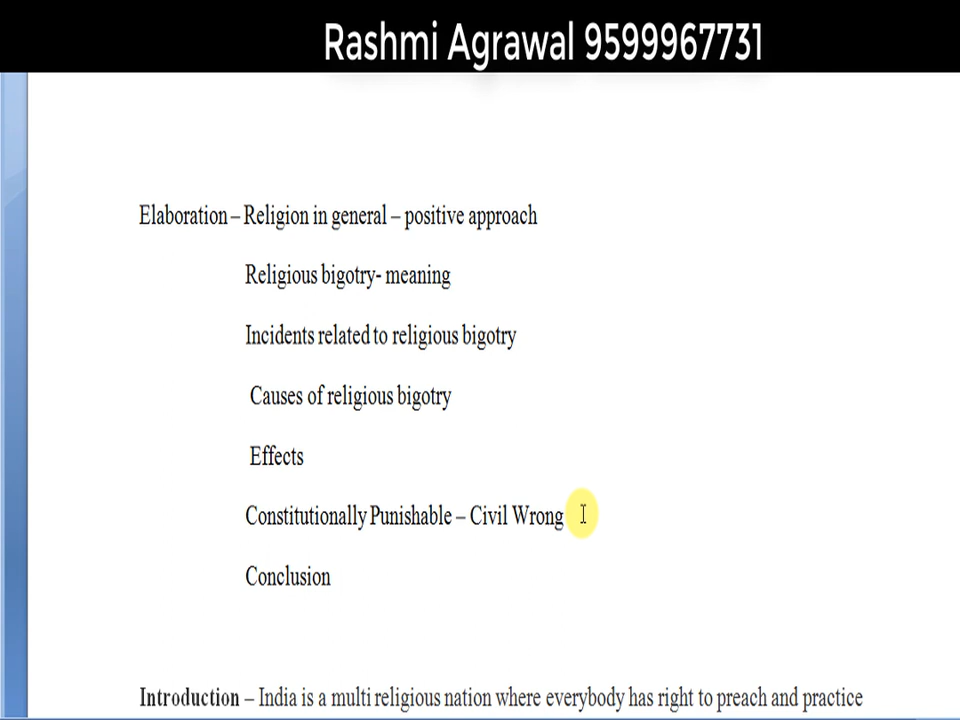 Rashmi Agrawal 9599967731
Elaboration – Religion in general – positive approach
Religious bigotry- meaning
Incidents related to religious bigotry
Causes of religious bigotry
Effects
Constitutionally Punishable – Civil Wrong
Conclusion
Introduction – India is a multi religious nation where everybody has right to preach and practice